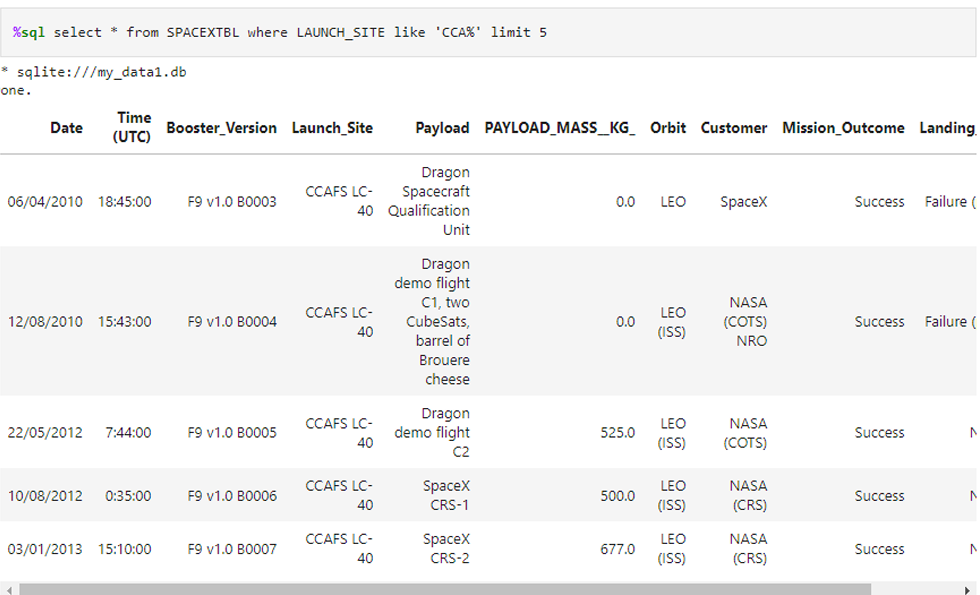 %sql select * from SPACEXTBL where LAUNCH_SITE like 'CCA%' limit 5
* sqlite:///my_data1.db
one.
Date Time (UTC) Booster_Version Launch_Site Payload PAYLOAD_MASS__KG_ Orbit Customer Mission_Outcome Landing_
06/04/2010 18:45:00 F9 v1.0 B0003 CCAFS LC-40 Dragon Spacecraft Qualification Unit 0.0 LEO SpaceX Success Failure (
12/08/2010 15:43:00 F9 v1.0 B0004 CCAFS LC-40 Dragon demo flight C1, two CubeSats, barrel of Brouere cheese 0.0 LEO (ISS) NASA (COTS) NRO Success Failure (
22/05/2012 7:44:00 F9 v1.0 B0005 CCAFS LC-40 Dragon demo flight C2 525.0 LEO (ISS) NASA (COTS) Success N
10/08/2012 0:35:00 F9 v1.0 B0006 CCAFS LC-40 SpaceX CRS-1 500.0 LEO (ISS) NASA (CRS) Success N
03/01/2013 15:10:00 F9 v1.0 B0007 CCAFS LC-40 SpaceX CRS-2 677.0 LEO (ISS) NASA (CRS) Success N